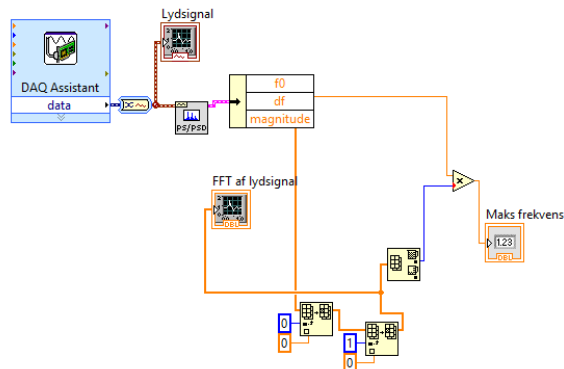 Lydsignal
DAQ Assistant
data
PS/PSD
f0
df
magnitude
FFT af lydsignal
DBL
Maks frekvens
1.23
DBL
0
0
1
0